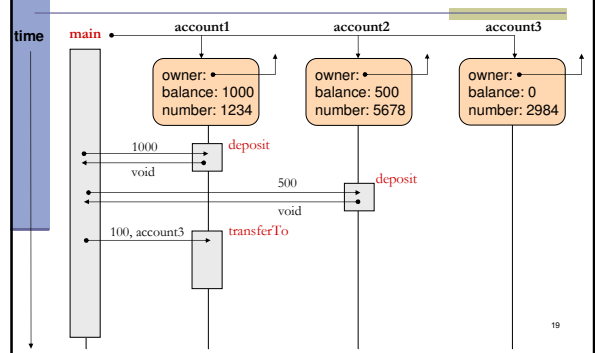 time
main
account1
account2
account3
owner:
balance: 1000
number: 1234
owner:
balance: 500
number: 5678
owner:
balance: 0
number: 2984
1000
deposit
void
500
deposit
void
100, account3
transferTo
19